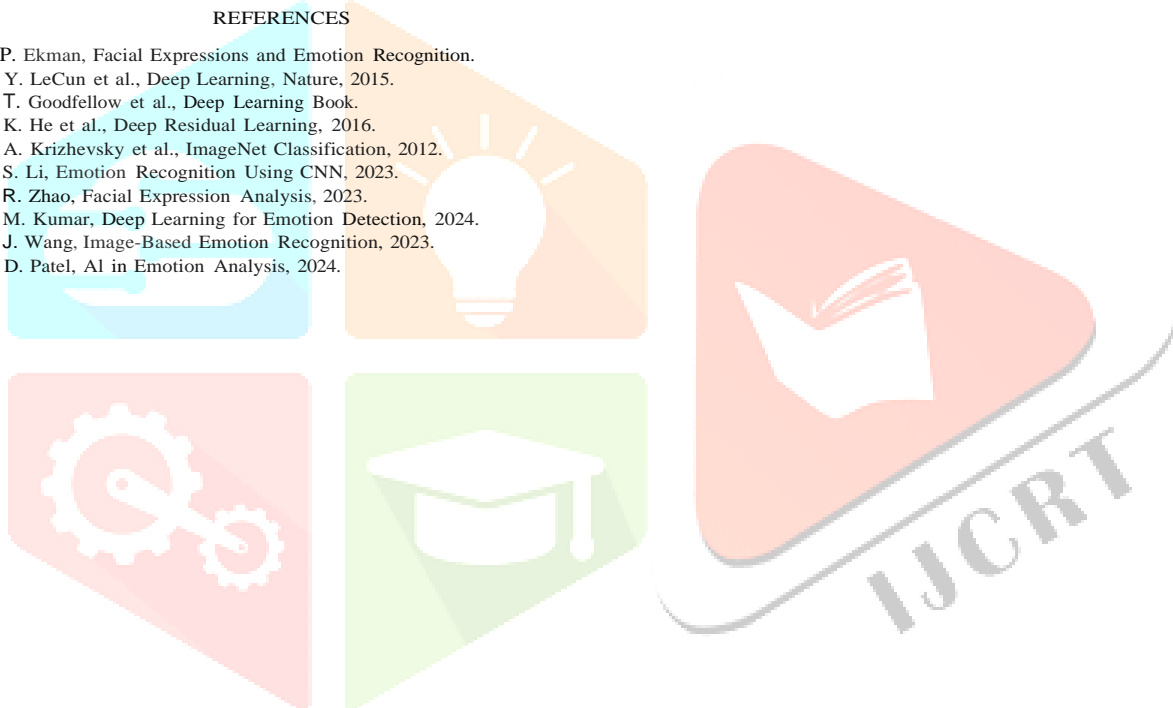 REFERENCES
P. Ekman, Facial Expressions and Emotion Recognition.
Y. LeCun et al., Deep Learning, Nature, 2015.
T. Goodfellow et al., Deep Learning Book.
K. He et al., Deep Residual Learning, 2016.
A. Krizhevsky et al., ImageNet Classification, 2012.
S. Li, Emotion Recognition Using CNN, 2023.
R. Zhao, Facial Expression Analysis, 2023.
M. Kumar, Deep Learning for Emotion Detection, 2024.
J. Wang, Image-Based Emotion Recognition, 2023.
D. Patel, Al in Emotion Analysis, 2024.
IJCRT